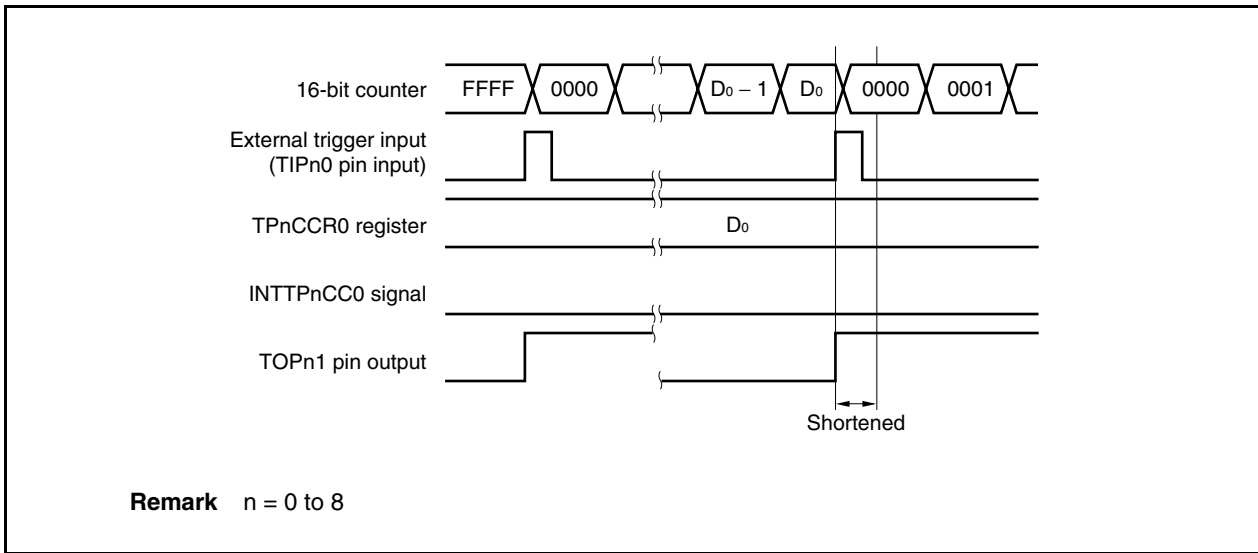 16-bit counter FFFF 0000 D0 – 1 D0 0000 0001
External trigger input
(TIPn0 pin input)
TPnCCR0 register D0
INTTPnCC0 signal
TOPn1 pin output
Shortened
Remark n = 0 to 8